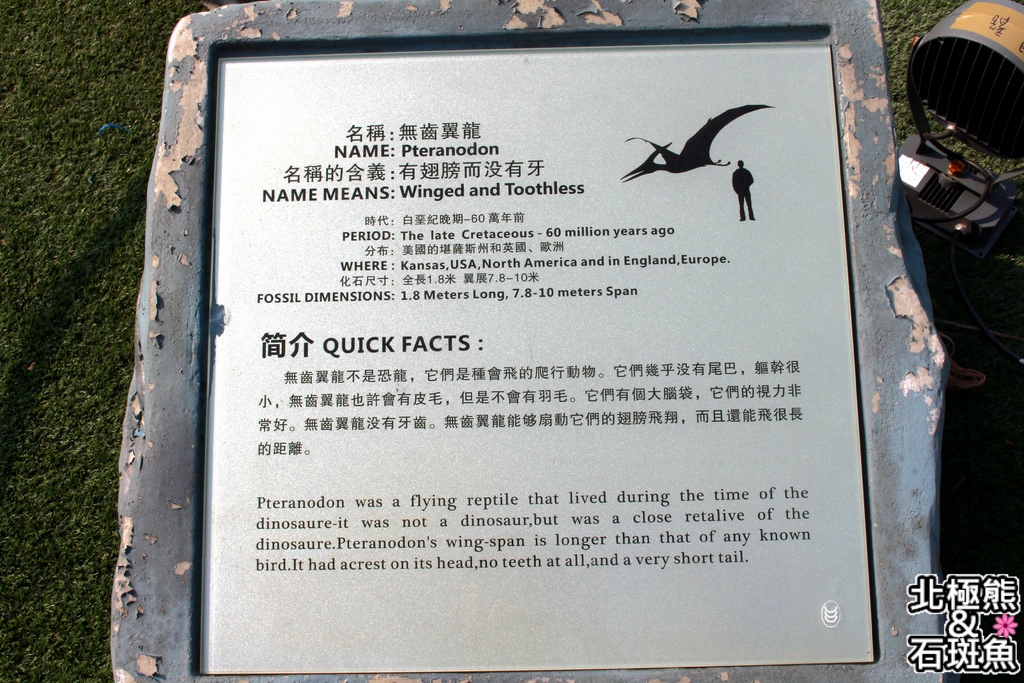 名稱：無齒翼龍
NAME: Pteranodon
名稱的含義：有翅膀而没有牙
NAME MEANS: Winged and Toothless
時代： 白垩紀晚期-60 萬年前
PERIOD: The late Cretaceous - 60 million years ago
分布： 美國的堪薩斯州和英國、歐洲
WHERE : Kansas,USA,North America and in England,Europe.
化石尺寸： 全長1.8米 翼展7.8-10米
FOSSIL DIMENSIONS: 1.8 Meters Long, 7.8-10 meters Span
简介 QUICK FACTS :
無齒翼龍不是恐龍，它們是種會飛的爬行動物。它們幾乎没有尾巴，軀幹很
小，無齒翼龍也許會有皮毛，但是不會有羽毛。它們有個大腦袋，它們的視力非
常好。無齒翼龍没有牙齒。無齒翼龍能够扇動它們的翅膀飛翔，而且還能飛很長
的距離。
Pteranodon was a flying reptile that lived during the time of the
dinosaure-it was not a dinosaur,but was a close retalive of the
dinosaure.Pteranodon's wing-span is longer than that of any known
bird.It had acrest on its head,no teeth at all,and a very short tail.
北極熊
&
石斑魚